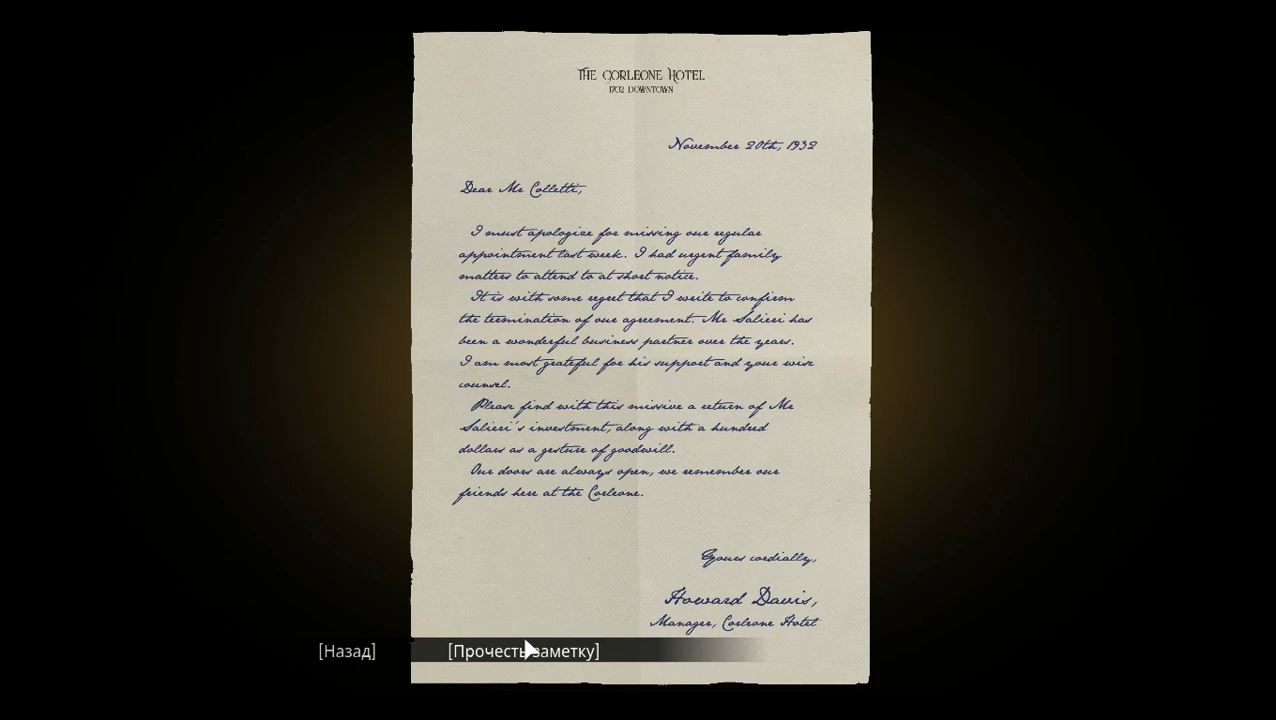 THE CORLEONE HOTEL
1702 DOWNTOWN
November 20th, 1932
Dear Mr Colletti,
I must apologize for missing our regular
appointment last week. I had urgent family
matters to attend to at short notice.
It is with some regret that I write to confirm
the termination of our agreement. Mr Salieri has
been a wonderful business partner over the years.
I am most grateful for his support and your wise
counsel.
Please find with this missive a return of Mr
Salieri's investment, along with a hundred
dollars as a gesture of goodwill.
Our doors are always open, we remember our
friends here at the Corleone.
Yours cordially,
Howard Davis,
Manager, Corleone Hotel
[Назад] [Прочесть заметку]